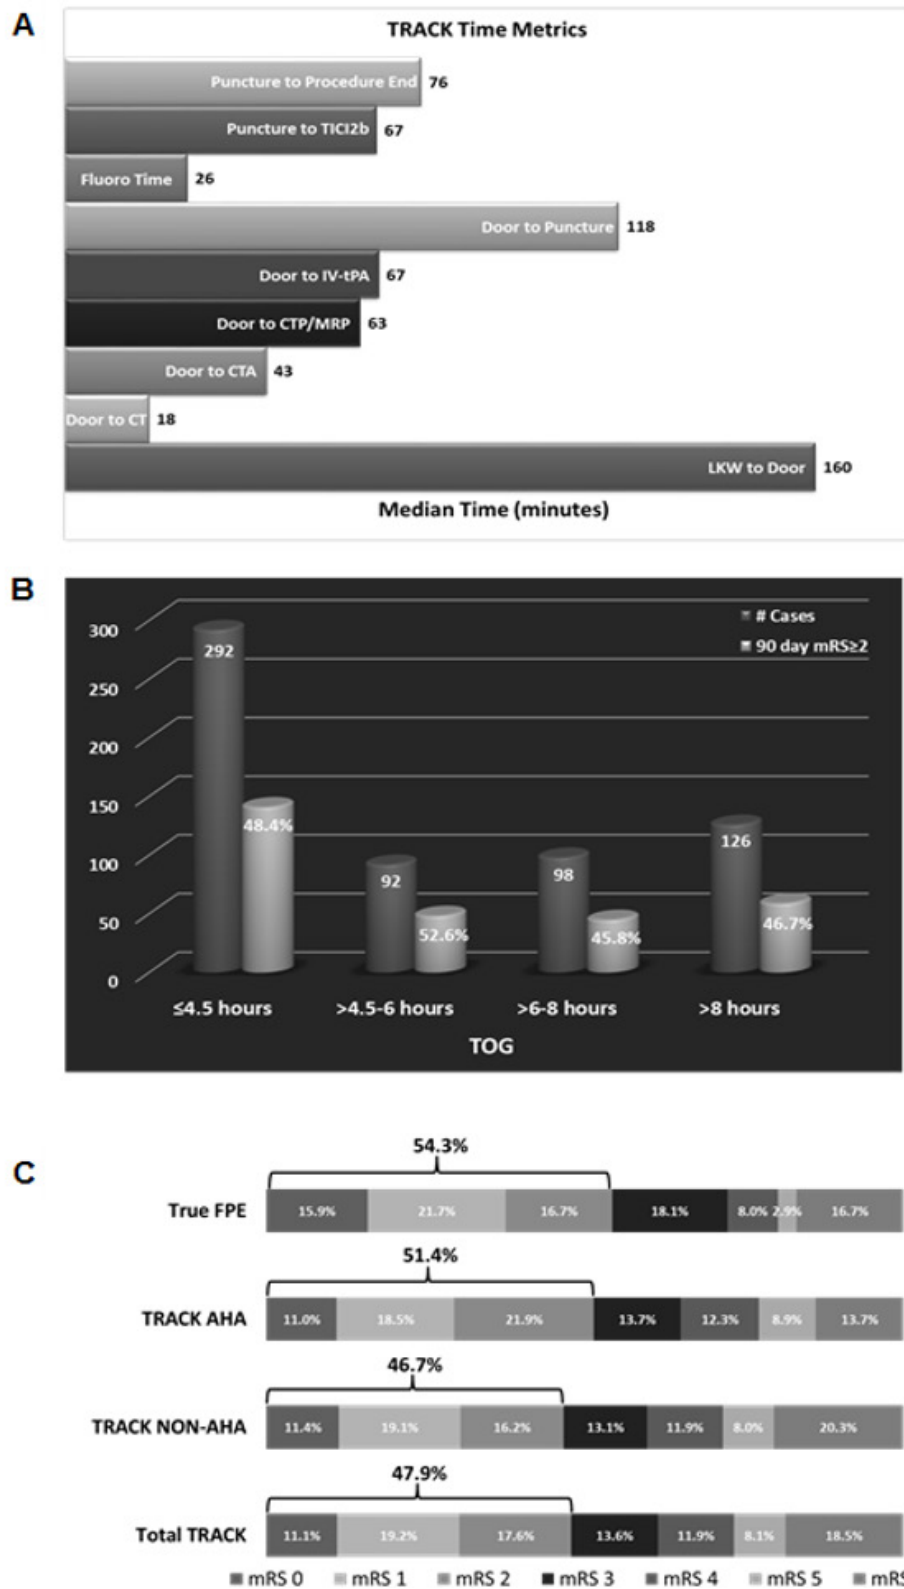 A
TRACK Time Metrics
Puncture to Procedure End 76
Puncture to TICI2b 67
Fluoro Time 26
Door to Puncture 118
Door to IV-tPA 67
Door to CTP/MRP 63
Door to CTA 43
Door to CT 18
LKW to Door 160
Median Time (minutes)
B
# Cases
90 day mRS≥2
300
250
200
150
100
50
0
292
48.4%
92
52.6%
98
45.8%
126
46.7%
≤4.5 hours >4.5-6 hours >6-8 hours >8 hours
TOG
C
54.3%
True FPE 15.9% 21.7% 16.7% 18.1% 8.0% 2.9% 16.7%
51.4%
TRACK AHA 11.0% 18.5% 21.9% 13.7% 12.3% 8.9% 13.7%
46.7%
TRACK NON-AHA 11.4% 19.1% 16.2% 13.1% 11.9% 8.0% 20.3%
47.9%
Total TRACK 11.1% 19.2% 17.6% 13.6% 11.9% 8.1% 18.5%
mRS 0 mRS 1 mRS 2 mRS 3 mRS 4 mRS 5